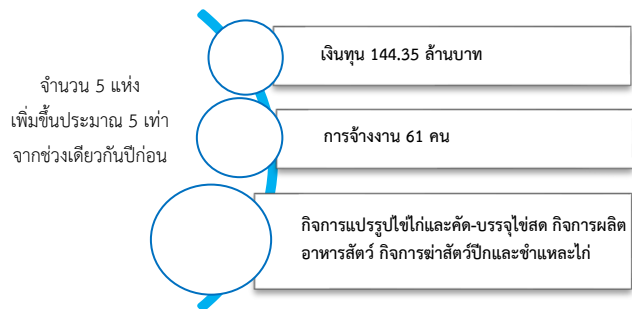 จำนวน 5 แห่ง
เพิ่มขึ้นประมาณ 5 เท่า
จากช่วงเดียวกันปีก่อน
เงินทุน 144.35 ล้านบาท
การจ้างงาน 61 คน
กิจการแปรรูปไข่ไก่และคัด-บรรจุไข่สด กิจการผลิต
อาหารสัตว์ กิจการฆ่าสัตว์ปีกและชำแหละไก่